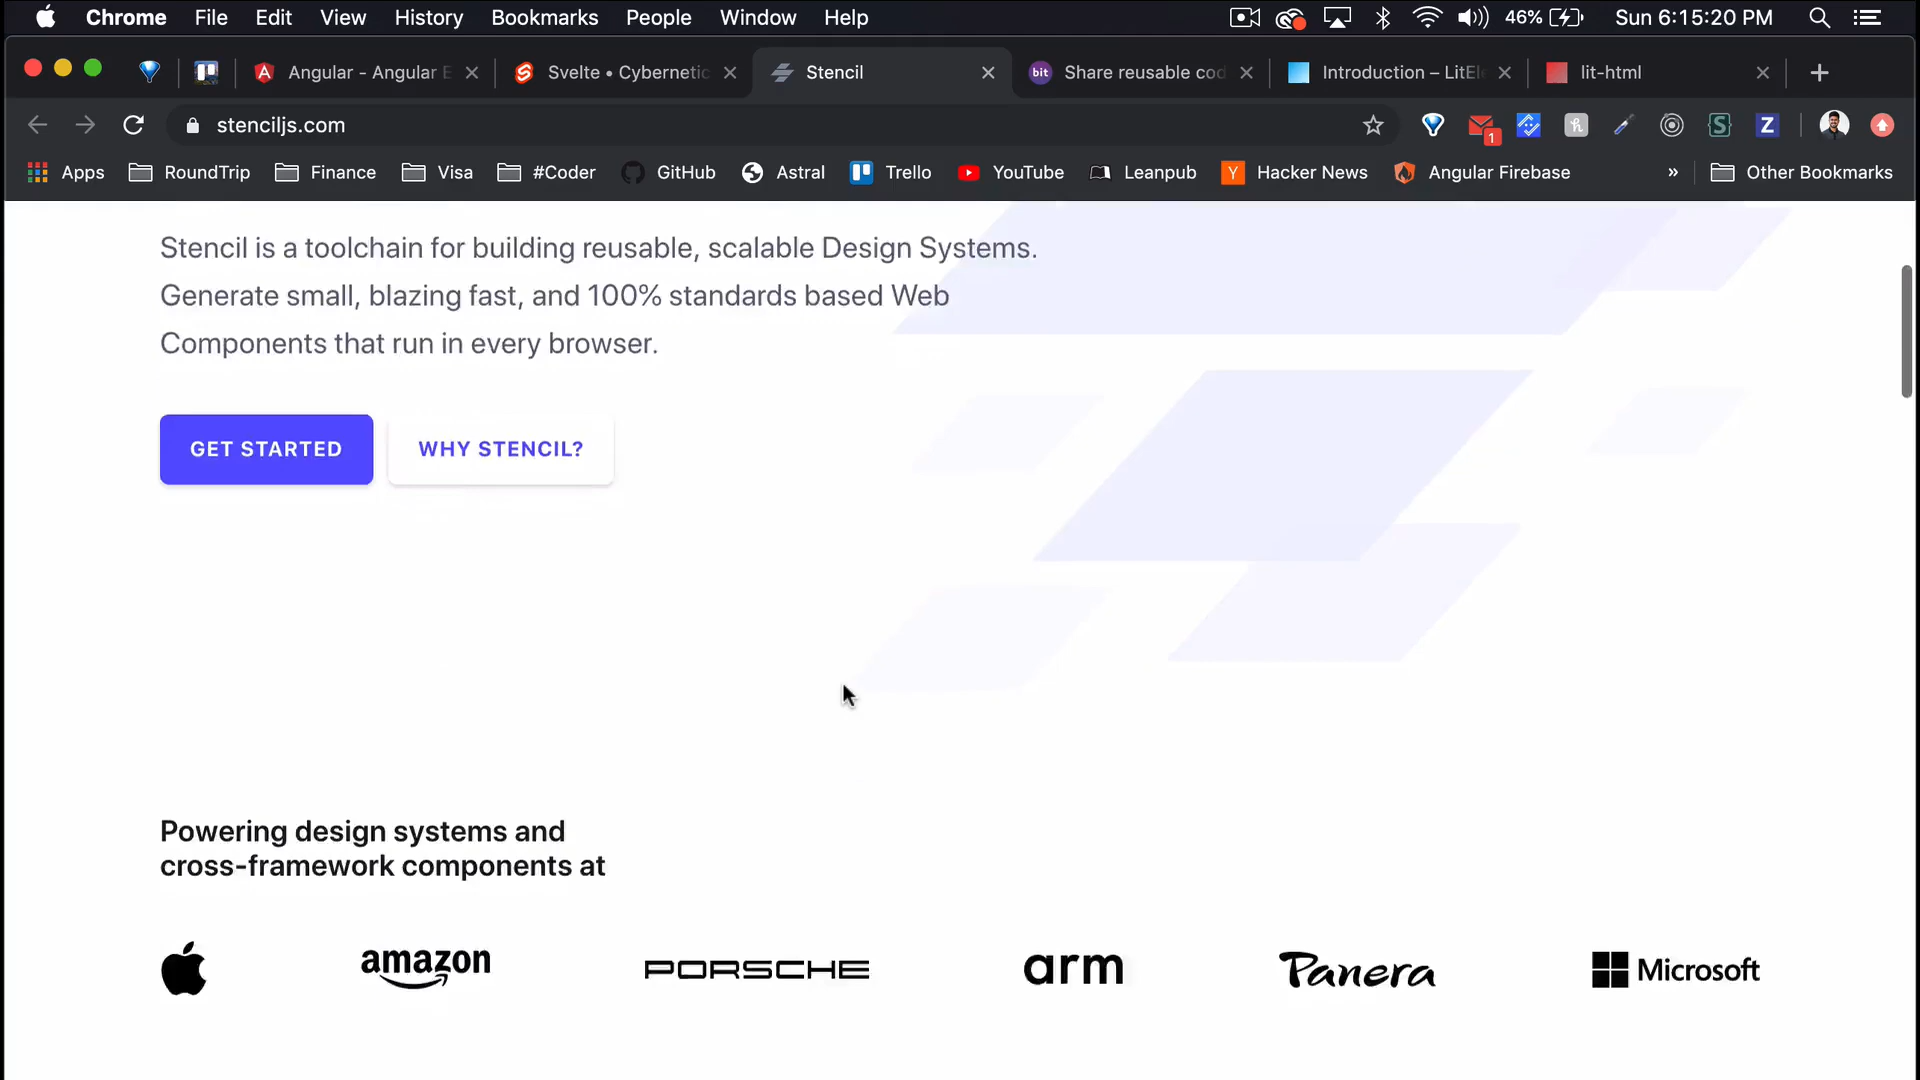 Chrome File Edit View History Bookmarks People Window Help 46% Sun 6:15:20 PM
Angular - Angular E Svelte • Cybernetic Stencil bit Share reusable cod Introduction – LitEle lit-html
stenciljs.com 1 h S Z
Apps RoundTrip Finance Visa #Coder GitHub Astral Trello YouTube Leanpub Y Hacker News Angular Firebase » Other Bookmarks
Stencil is a toolchain for building reusable, scalable Design Systems.
Generate small, blazing fast, and 100% standards based Web
Components that run in every browser.
GET STARTED WHY STENCIL?
Powering design systems and
cross-framework components at
amazon PORSCHE arm Panera Microsoft